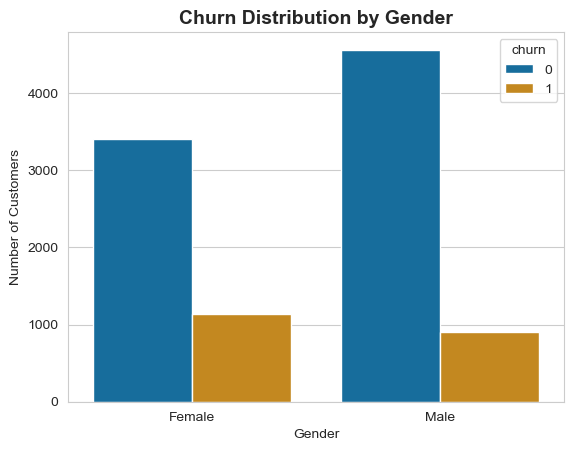 Churn Distribution by Gender
churn
0
1
Number of Customers
4000
3000
2000
1000
0
Female
Male
Gender